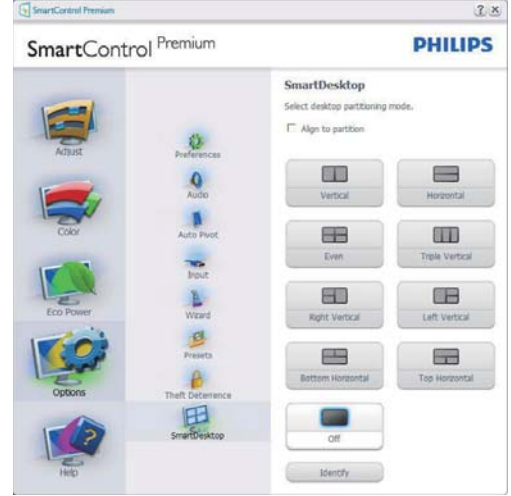 SmartControl Premium
SmartControl Premium
PHILIPS
Adjust
Color
Eco Power
Options
Help
Preferences
Audio
Auto Pivot
Input
Wizard
Presets
Theft Deterrence
SmartDesktop
SmartDesktop
Select desktop partitioning mode.
Align to partition
Vertical
Horizontal
Even
Triple Vertical
Right Vertical
Left Vertical
Bottom Horizontal
Top Horizontal
Off
Identify